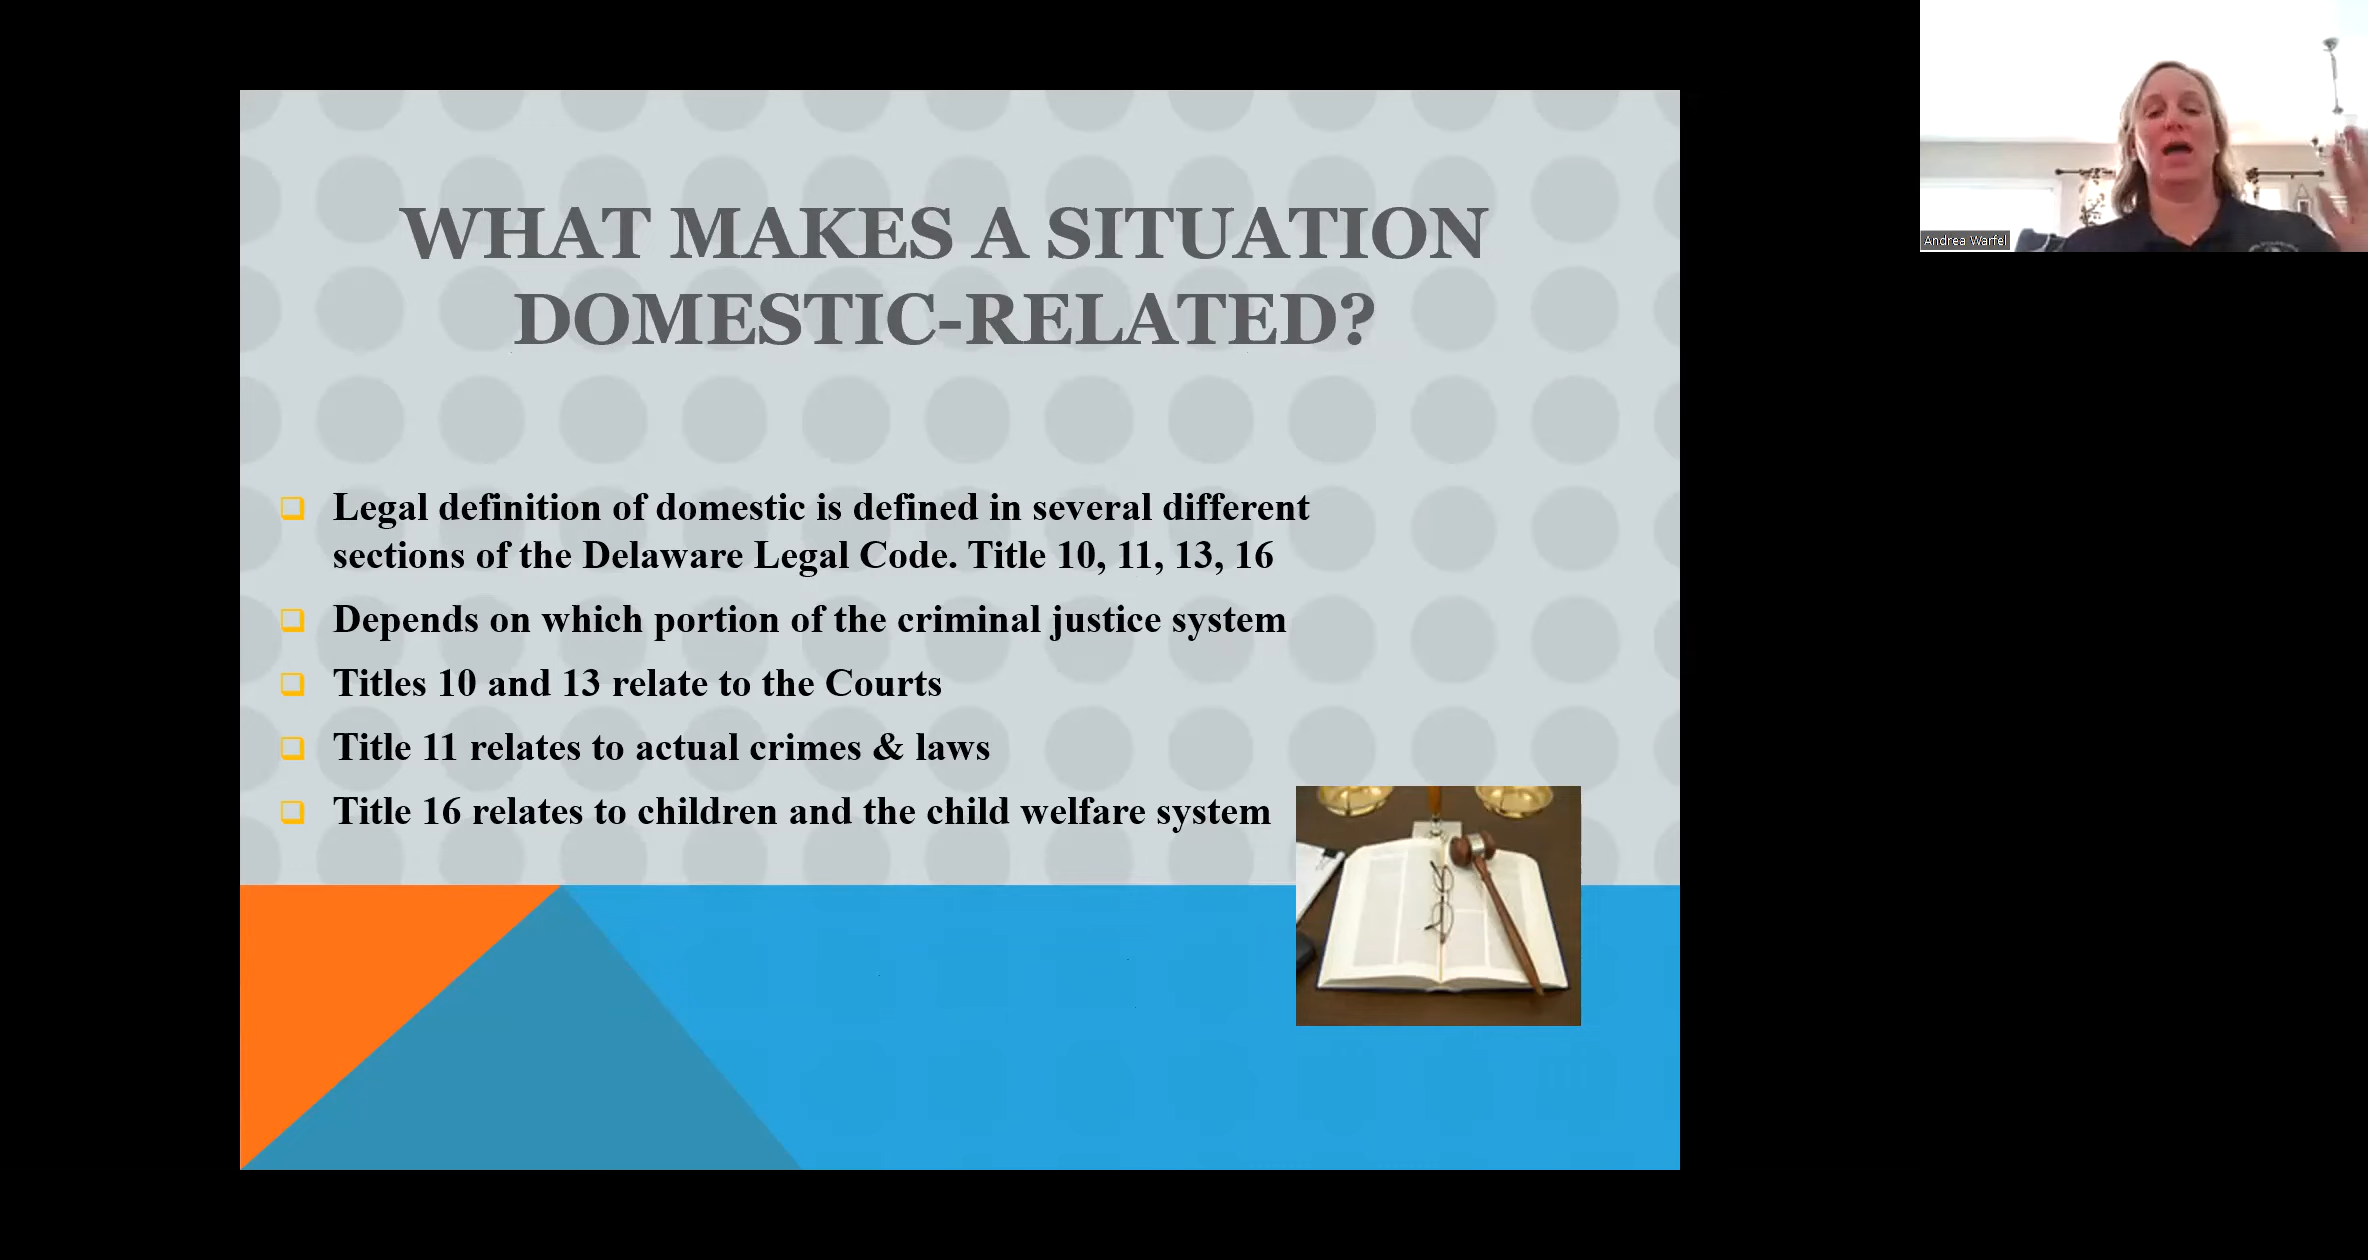 WHAT MAKES A SITUATION
DOMESTIC-RELATED?
Legal definition of domestic is defined in several different
sections of the Delaware Legal Code. Title 10, 11, 13, 16
Depends on which portion of the criminal justice system
Titles 10 and 13 relate to the Courts
Title 11 relates to actual crimes & laws
Title 16 relates to children and the child welfare system
Andrea Warfel